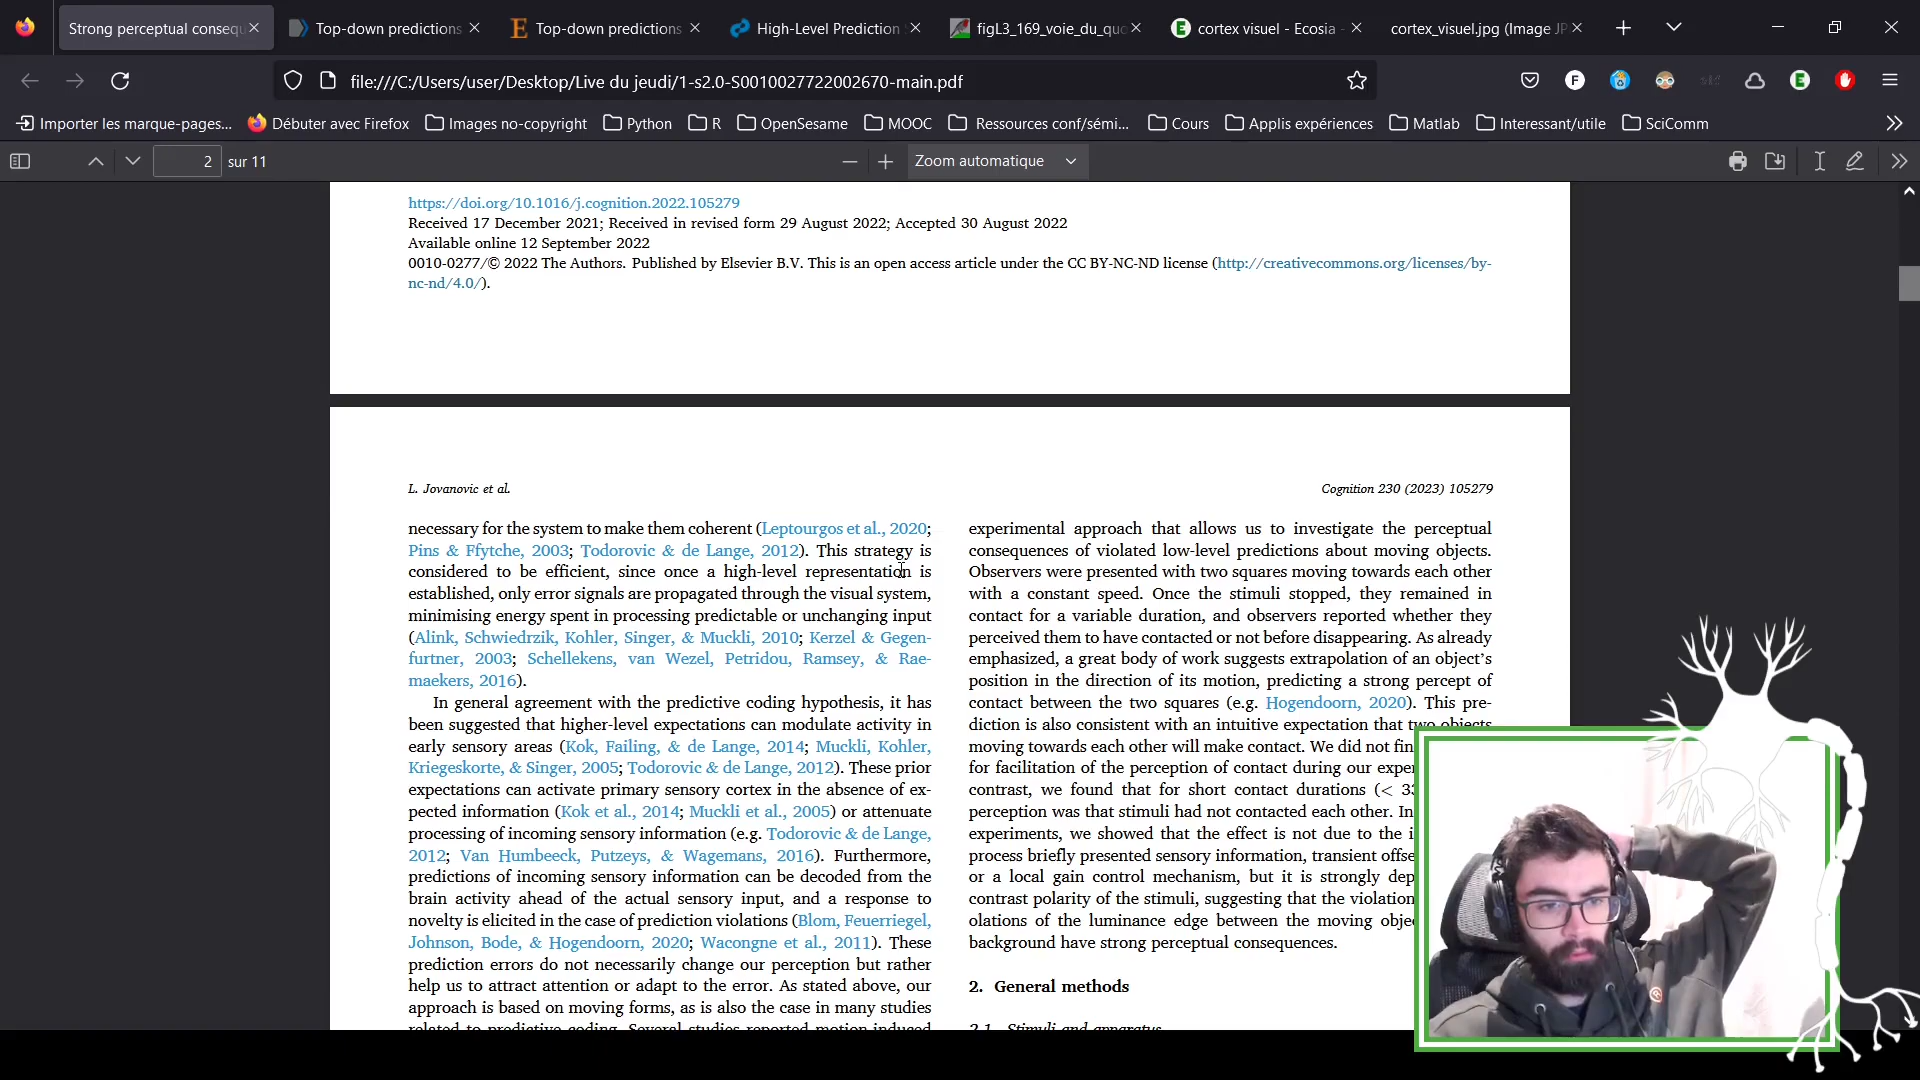 Strong perceptual consequ
Top-down predictions
Top-down predictions
High-Level Prediction
figL3_169_voie_du_quo
cortex visuel - Ecosia
cortex_visuel.jpg (Image JP
file:///C:/Users/user/Desktop/Live du jeudi/1-s2.0-S0010027722002670-main.pdf
Importer les marque-pages...
Débuter avec Firefox
Images no-copyright
Python
R
OpenSesame
MOOC
Ressources conf/sémi...
Cours
Applis expériences
Matlab
Interessant/utile
SciComm
2 sur 11
Zoom automatique
https://doi.org/10.1016/j.cognition.2022.105279
Received 17 December 2021; Received in revised form 29 August 2022; Accepted 30 August 2022
Available online 12 September 2022
0010-0277/© 2022 The Authors. Published by Elsevier B.V. This is an open access article under the CC BY-NC-ND license (http://creativecommons.org/licenses/by-
nc-nd/4.0/).
L. Jovanovic et al.
Cognition 230 (2023) 105279
necessary for the system to make them coherent (Leptourgos et al., 2020;
Pins & Ffytche, 2003; Todorovic & de Lange, 2012). This strategy is
considered to be efficient, since once a high-level representation is
established, only error signals are propagated through the visual system,
minimising energy spent in processing predictable or unchanging input
(Alink, Schwiedrzik, Kohler, Singer, & Muckli, 2010; Kerzel & Gegen-
furtner, 2003; Schellekens, van Wezel, Petridou, Ramsey, & Rae-
maekers, 2016).
In general agreement with the predictive coding hypothesis, it has
been suggested that higher-level expectations can modulate activity in
early sensory areas (Kok, Failing, & de Lange, 2014; Muckli, Kohler,
Kriegeskorte, & Singer, 2005; Todorovic & de Lange, 2012). These prior
expectations can activate primary sensory cortex in the absence of ex-
pected information (Kok et al., 2014; Muckli et al., 2005) or attenuate
processing of incoming sensory information (e.g. Todorovic & de Lange,
2012; Van Humbeeck, Putzeys, & Wagemans, 2016). Furthermore,
predictions of incoming sensory information can be decoded from the
brain activity ahead of the actual sensory input, and a response to
novelty is elicited in the case of prediction violations (Blom, Feuerriegel,
Johnson, Bode, & Hogendoorn, 2020; Wacongne et al., 2011). These
prediction errors do not necessarily change our perception but rather
help us to attract attention or adapt to the error. As stated above, our
approach is based on moving forms, as is also the case in many studies
related to predictive coding. Several studies reported motion-induced
experimental approach that allows us to investigate the perceptual
consequences of violated low-level predictions about moving objects.
Observers were presented with two squares moving towards each other
with a constant speed. Once the stimuli stopped, they remained in
contact for a variable duration, and observers reported whether they
perceived them to have contacted or not before disappearing. As already
emphasized, a great body of work suggests extrapolation of an object's
position in the direction of its motion, predicting a strong percept of
contact between the two squares (e.g. Hogendoorn, 2020). This pre-
diction is also consistent with an intuitive expectation that two objects
moving towards each other will make contact. We did not fin
for facilitation of the perception of contact during our expe
contrast, we found that for short contact durations (< 33
perception was that stimuli had not contacted each other. In
experiments, we showed that the effect is not due to the i
process briefly presented sensory information, transient offse
or a local gain control mechanism, but it is strongly dep
contrast polarity of the stimuli, suggesting that the violation
olations of the luminance edge between the moving obje
background have strong perceptual consequences.
2. General methods
2.1. Stimuli and apparatus